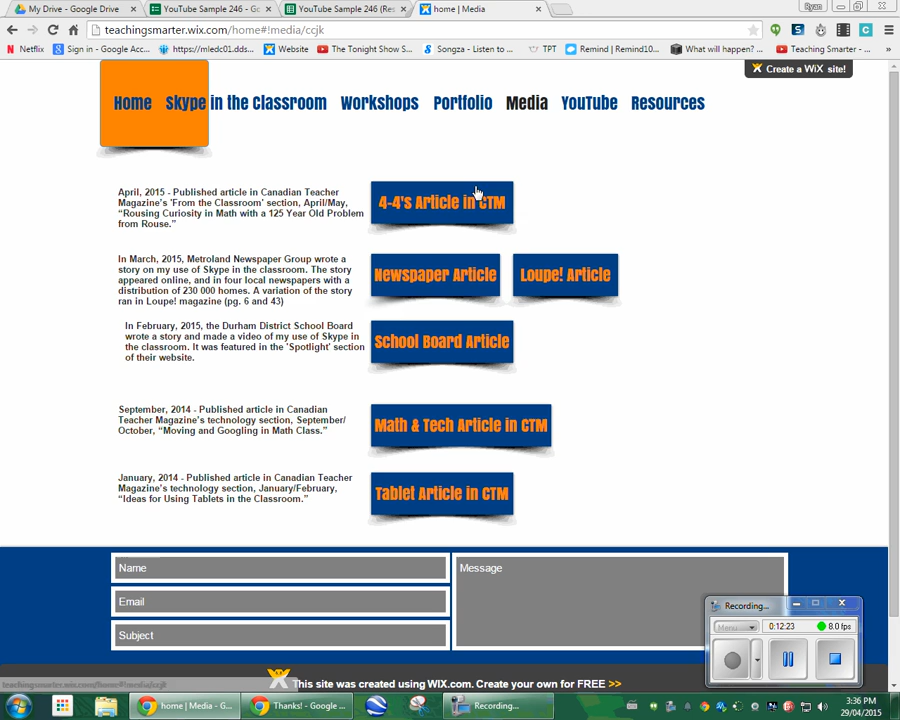 Ryan
My Drive - Google Drive
YouTube Sample 246 - Go
YouTube Sample 246 (Res
home | Media
teachingsmarter.wix.com/home#!media/ccjk
Netflix
Sign in - Google Acc...
https://mledc01.dds...
Website
The Tonight Show St...
Songza - Listen to ...
TPT
Remind | Remind10...
What will happen? ...
Teaching Smarter - ...
»
Create a WiX site!
Home Skype in the Classroom Workshops Portfolio Media YouTube Resources
April, 2015 - Published article in Canadian Teacher
Magazine's 'From the Classroom' section, April/May,
“Rousing Curiosity in Math with a 125 Year Old Problem
from Rouse.”
4-4's Article in CTM
In March, 2015, Metroland Newspaper Group wrote a
story on my use of Skype in the classroom. The story
appeared online, and in four local newspapers with a
distribution of 230 000 homes. A variation of the story
ran in Loupe! magazine (pg. 6 and 43)
Newspaper Article
Loupe! Article
In February, 2015, the Durham District School Board
wrote a story and made a video of my use of Skype in
the classroom. It was featured in the 'Spotlight' section
of their website.
School Board Article
September, 2014 - Published article in Canadian
Teacher Magazine's technology section, September/
October, “Moving and Googling in Math Class.”
Math & Tech Article in CTM
January, 2014 - Published article in Canadian Teacher
Magazine's technology section, January/February,
“Ideas for Using Tablets in the Classroom.”
Tablet Article in CTM
Name
Email
Subject
Message
Recording...
Menu...
0:12:23
8.0 fps
teachingsmarter.wix.com/home#!media/ccjk
This site was created using WIX.com. Create your own for FREE >>
home | Media - G...
Thanks! - Google ...
Recording...
3:36 PM
29/04/2015